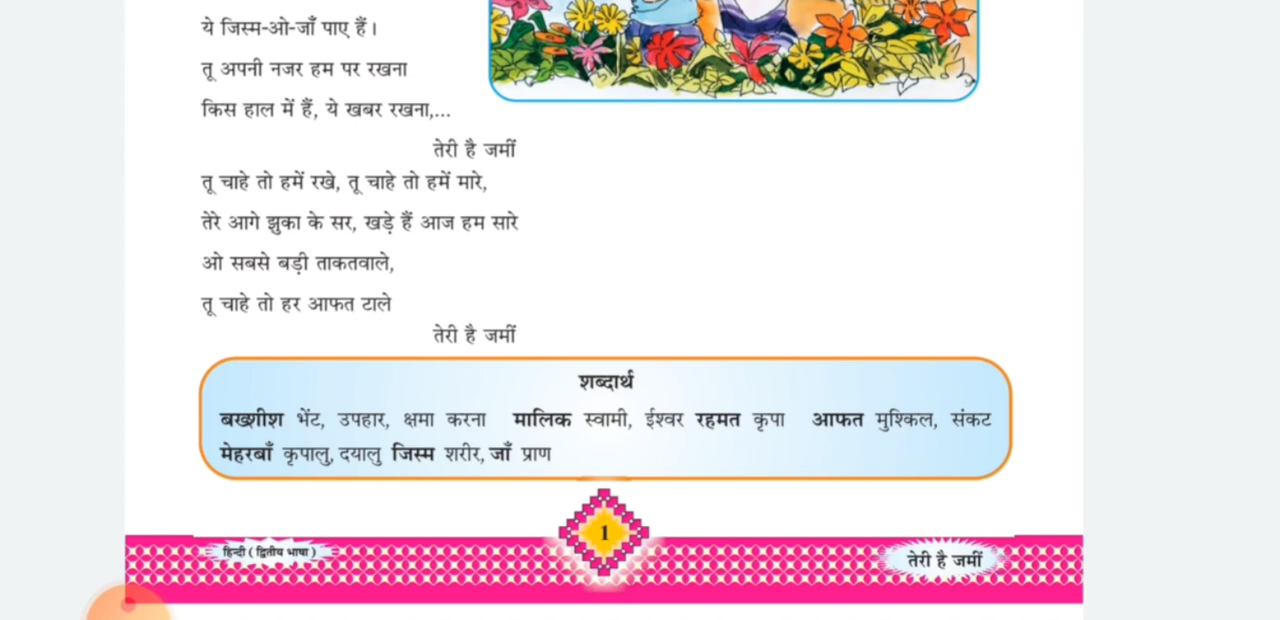 ये जिस्म-ओ-जाँ पाए हैं।
तू अपनी नजर हम पर रखना
किस हाल में हैं, ये खबर रखना,...
तेरी है जमीं
तू चाहे तो हमें रखे, तू चाहे तो हमें मारे,
तेरे आगे झुका के सर, खड़े हैं आज हम सारे
ओ सबसे बड़ी ताकतवाले,
तू चाहे तो हर आफत टाले
तेरी है जमीं
शब्दार्थ
बख्शीश भेंट, उपहार, क्षमा करना मालिक स्वामी, ईश्वर रहमत कृपा आफत मुश्किल, संकट
मेहरबाँ कृपालु, दयालु जिस्म शरीर, जाँ प्राण
1
हिन्दी ( द्वितीय भाषा )
तेरी है जमीं